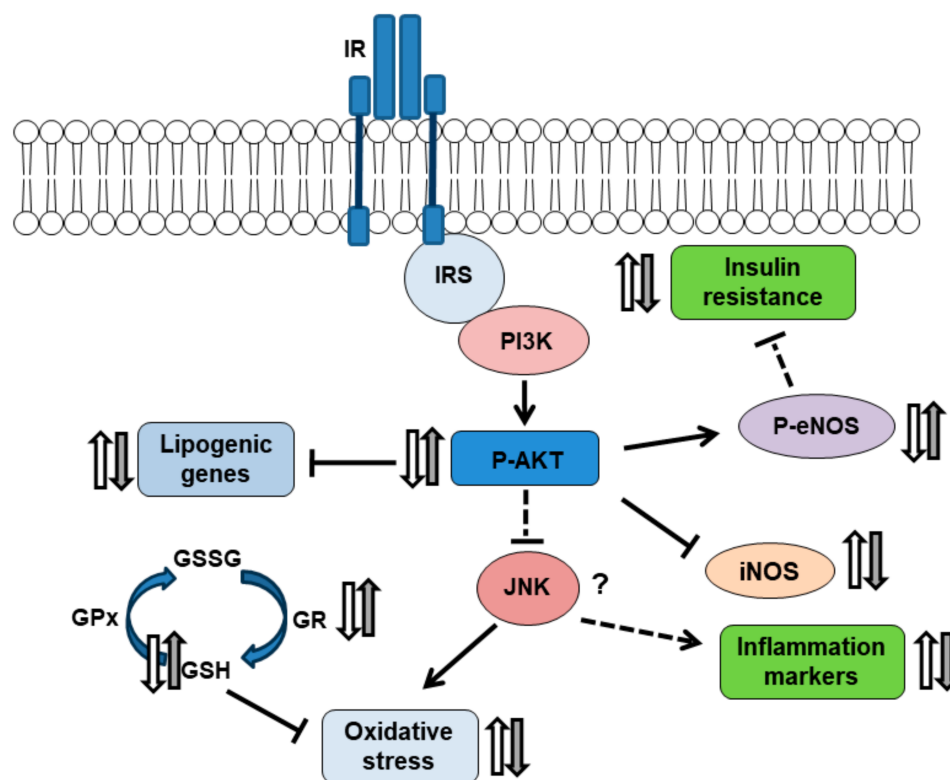 IR
IRS
Insulin
resistance
PI3K
P-eNOS
Lipogenic
genes
P-AKT
GSSG
iNOS
JNK
?
GPx
GR
GSH
Inflammation
markers
Oxidative
stress